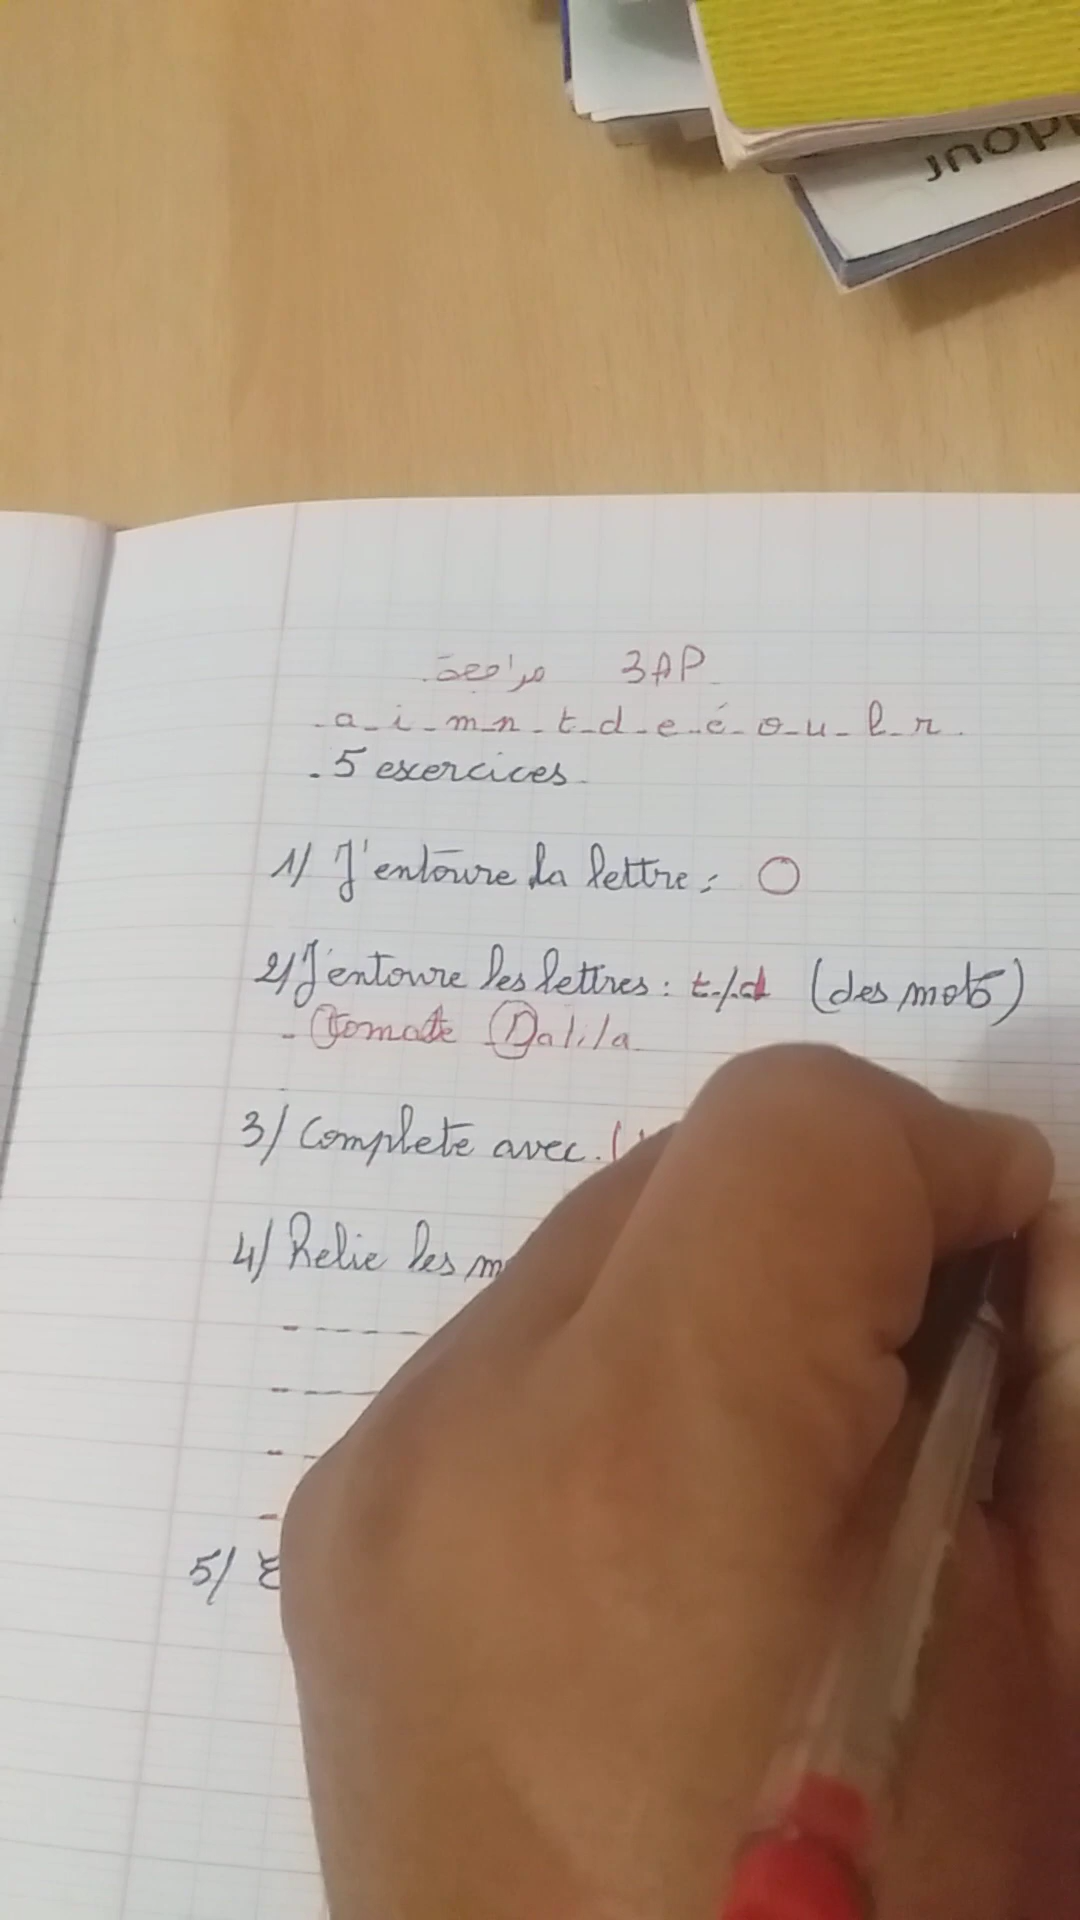 مراجعة 3AP
-a-i-m-n-t-d-e-é-o-u-l-r.
.5 exercices.
1/ J'entoure la lettre: O
2/ J'entoure les lettres: t/d (des mots)
- Tomate Dalila
3/ Complete avec.(
4/ Relie les
5/